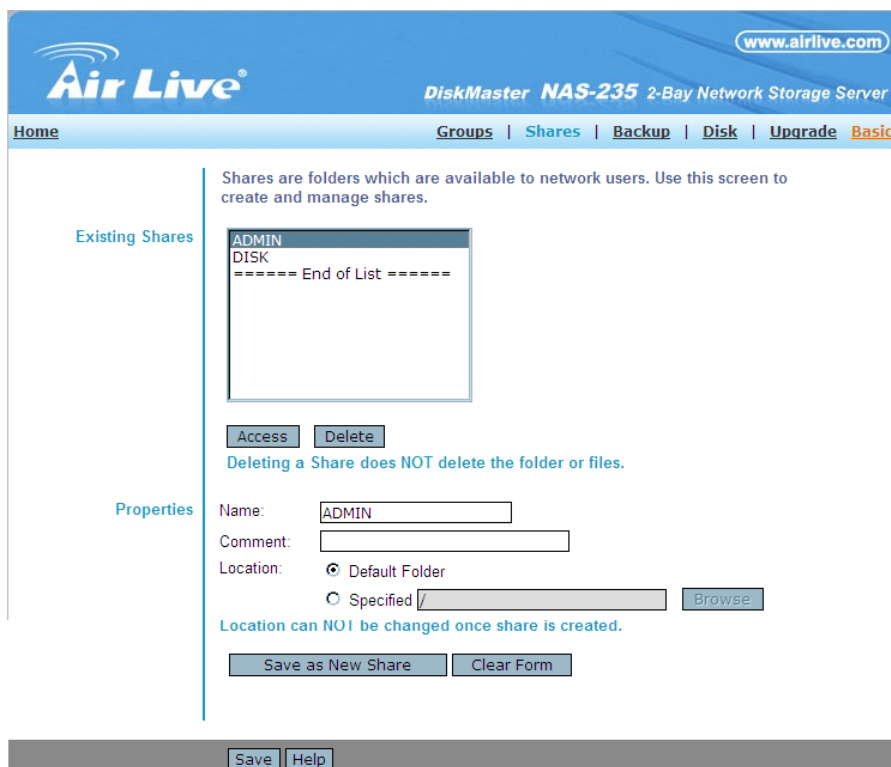 www.airlive.com
Air Live®
DiskMaster NAS-235 2-Bay Network Storage Server
Home Groups | Shares | Backup | Disk | Upgrade Basic
Shares are folders which are available to network users. Use this screen to
create and manage shares.
Existing Shares
ADMIN
DISK
====== End of List ======
Access Delete
Deleting a Share does NOT delete the folder or files.
Properties
Name: ADMIN
Comment:
Location: Default Folder
Specified / Browse
Location can NOT be changed once share is created.
Save as New Share Clear Form
Save Help